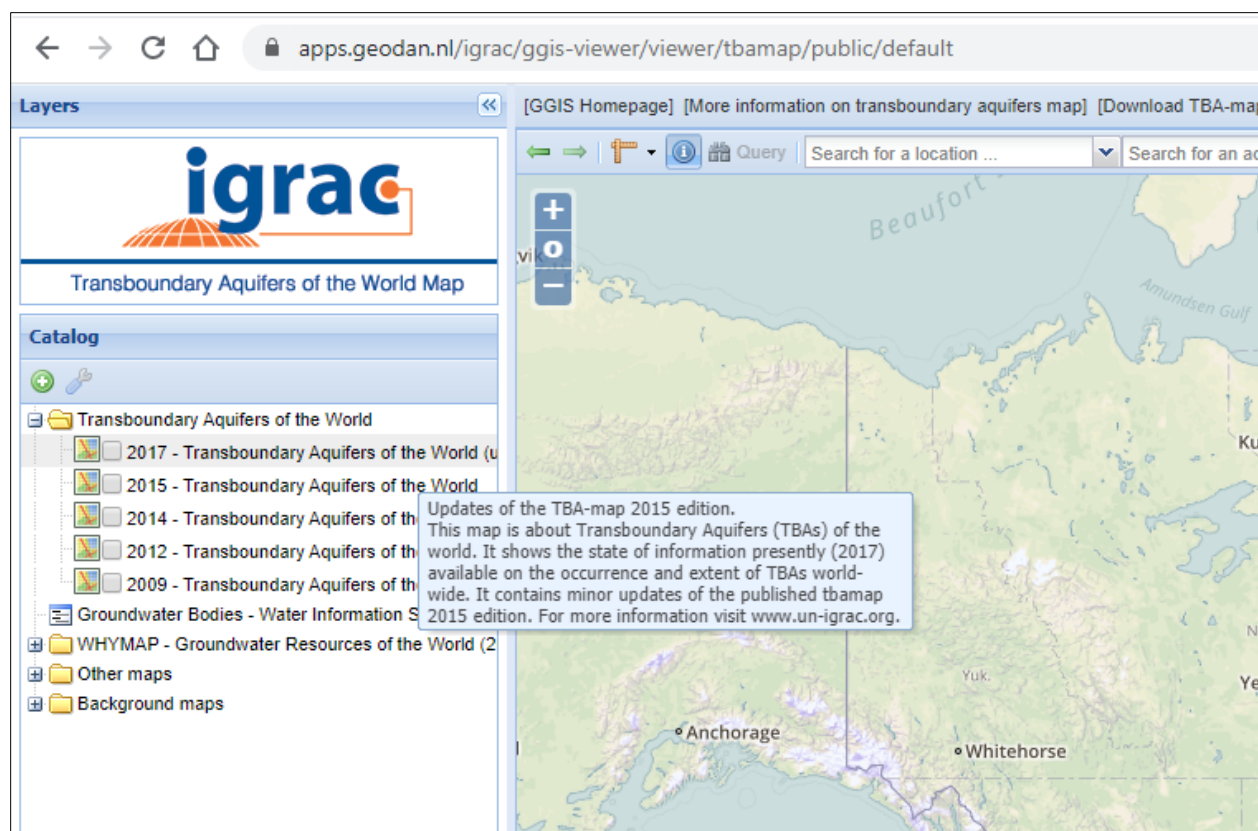 apps.geodan.nl/igrac/ggis-viewer/viewer/tbamap/public/default
Layers
igrac
Transboundary Aquifers of the World Map
Catalog
Transboundary Aquifers of the World
2017 - Transboundary Aquifers of the World (u
2015 - Transboundary Aquifers of the World
2014 - Transboundary Aquifers of th
2012 - Transboundary Aquifers of th
2009 - Transboundary Aquifers of the
Groundwater Bodies - Water Information S
WHYMAP - Groundwater Resources of the World (2
Other maps
Background maps
[GGIS Homepage] [More information on transboundary aquifers map] [Download TBA-map
Query
Search for a location ...
Search for an ad
Beaufort
vik
Amundsen Gulf
Ku
Updates of the TBA-map 2015 edition.
This map is about Transboundary Aquifers (TBAs) of the
world. It shows the state of information presently (2017)
available on the occurrence and extent of TBAs world-
wide. It contains minor updates of the published tbamap
2015 edition. For more information visit www.un-igrac.org.
N
Yuk.
Ye
Anchorage
Whitehorse